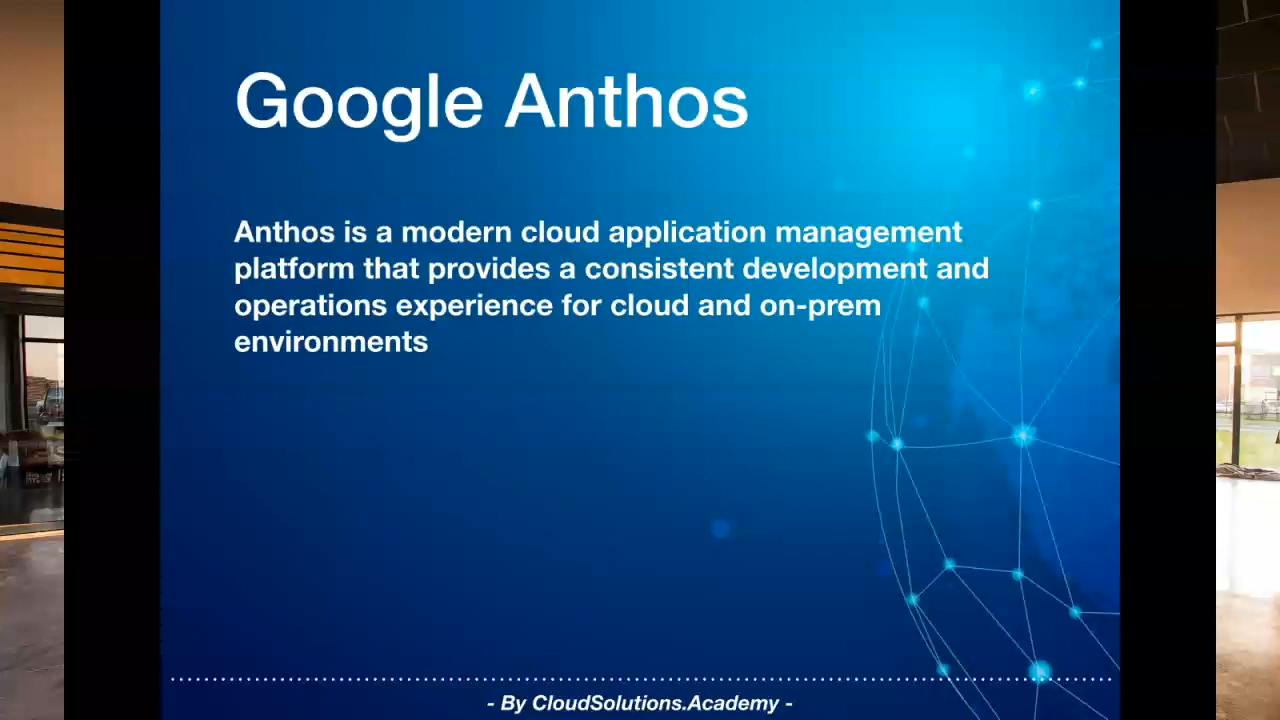 Google Anthos
Anthos is a modern cloud application management
platform that provides a consistent development and
operations experience for cloud and on-prem
environments
- By CloudSolutions.Academy -